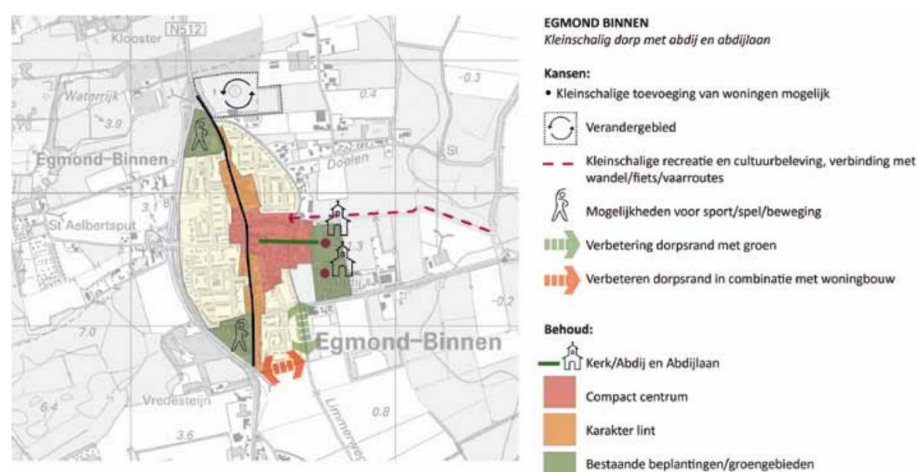 N512
Klooster
Waterrijk
3.9
0.4
-0.3
Egmond-Binnen
Doelen
St Aelbertsput
1.3
-0.2
7.0
Egmond-Binnen
Vredesteijn
6.4
3.6
Limmerweg
0.8
EGMOND BINNEN
Kleinschalig dorp met abdij en abdijlaan
Kansen:
• Kleinschalige toevoeging van woningen mogelijk
Verandergebied
Kleinschalige recreatie en cultuurbeleving, verbinding met
wandel/fiets/vaarroutes
Mogelijkheden voor sport/spel/beweging
Verbetering dorpsrand met groen
Verbeteren dorpsrand in combinatie met woningbouw
Behoud:
Kerk/Abdij en Abdijlaan
Compact centrum
Karakter lint
Bestaande beplantingen/groengebieden